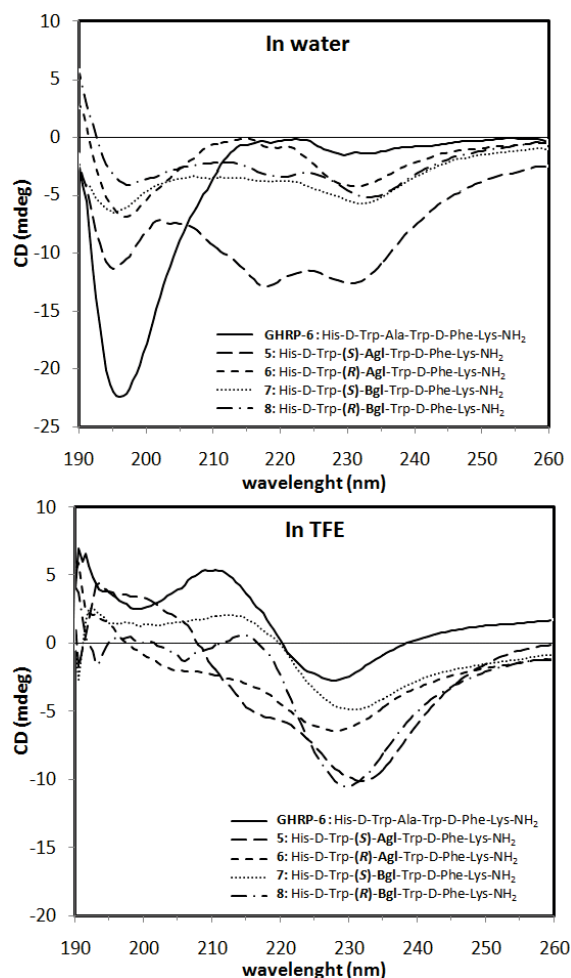 In water
10
5
0
-5
-10
-15
-20
-25
CD (mdeg)
GHRP-6: His-D-Trp-Ala-Trp-D-Phe-Lys-NH₂
5: His-D-Trp-(S)-Agl-Trp-D-Phe-Lys-NH₂
6: His-D-Trp-(R)-Agl-Trp-D-Phe-Lys-NH₂
7: His-D-Trp-(S)-Bgl-Trp-D-Phe-Lys-NH₂
8: His-D-Trp-(R)-Bgl-Trp-D-Phe-Lys-NH₂
190 200 210 220 230 240 250 260
wavelenght (nm)
In TFE
10
5
0
-5
-10
-15
-20
CD (mdeg)
GHRP-6: His-D-Trp-Ala-Trp-D-Phe-Lys-NH₂
5: His-D-Trp-(S)-Agl-Trp-D-Phe-Lys-NH₂
6: His-D-Trp-(R)-Agl-Trp-D-Phe-Lys-NH₂
7: His-D-Trp-(S)-Bgl-Trp-D-Phe-Lys-NH₂
8: His-D-Trp-(R)-Bgl-Trp-D-Phe-Lys-NH₂
190 200 210 220 230 240 250 260
wavelenght (nm)